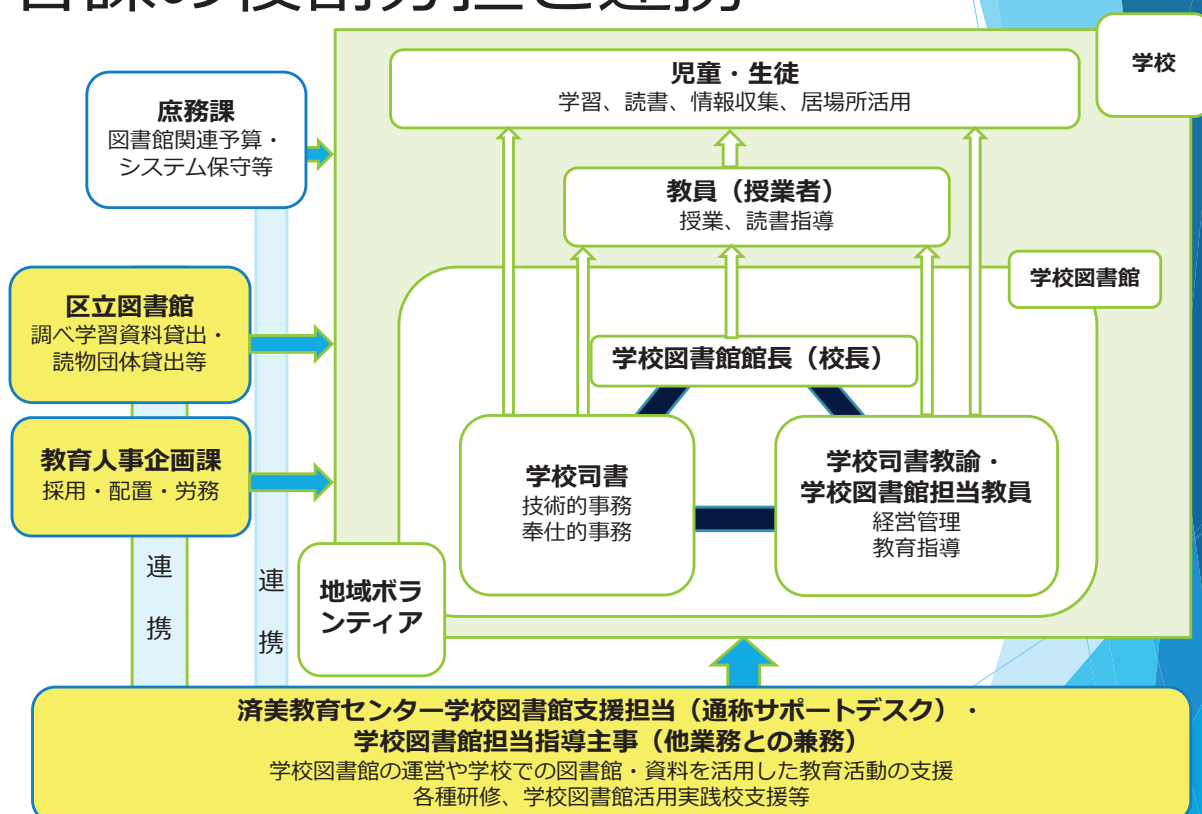 書課の役割分担と連携
学校
児童・生徒
学習、読書、情報収集、居場所活用
庶務課
図書館関連予算・
システム保守等
教員（授業者）
授業、読書指導
学校図書館
区立図書館
調べ学習資料貸出・
読物団体貸出等
学校図書館館長（校長）
教育人事企画課
採用・配置・労務
学校司書
技術的事務
奉仕的事務
学校司書教諭・
学校図書館担当教員
経営管理
教育指導
連
携
連
携
地域ボラ
ンティア
済美教育センター学校図書館支援担当（通称サポートデスク）・
学校図書館担当指導主事（他業務との兼務）
学校図書館の運営や学校での図書館・資料を活用した教育活動の支援
各種研修、学校図書館活用実践校支援等